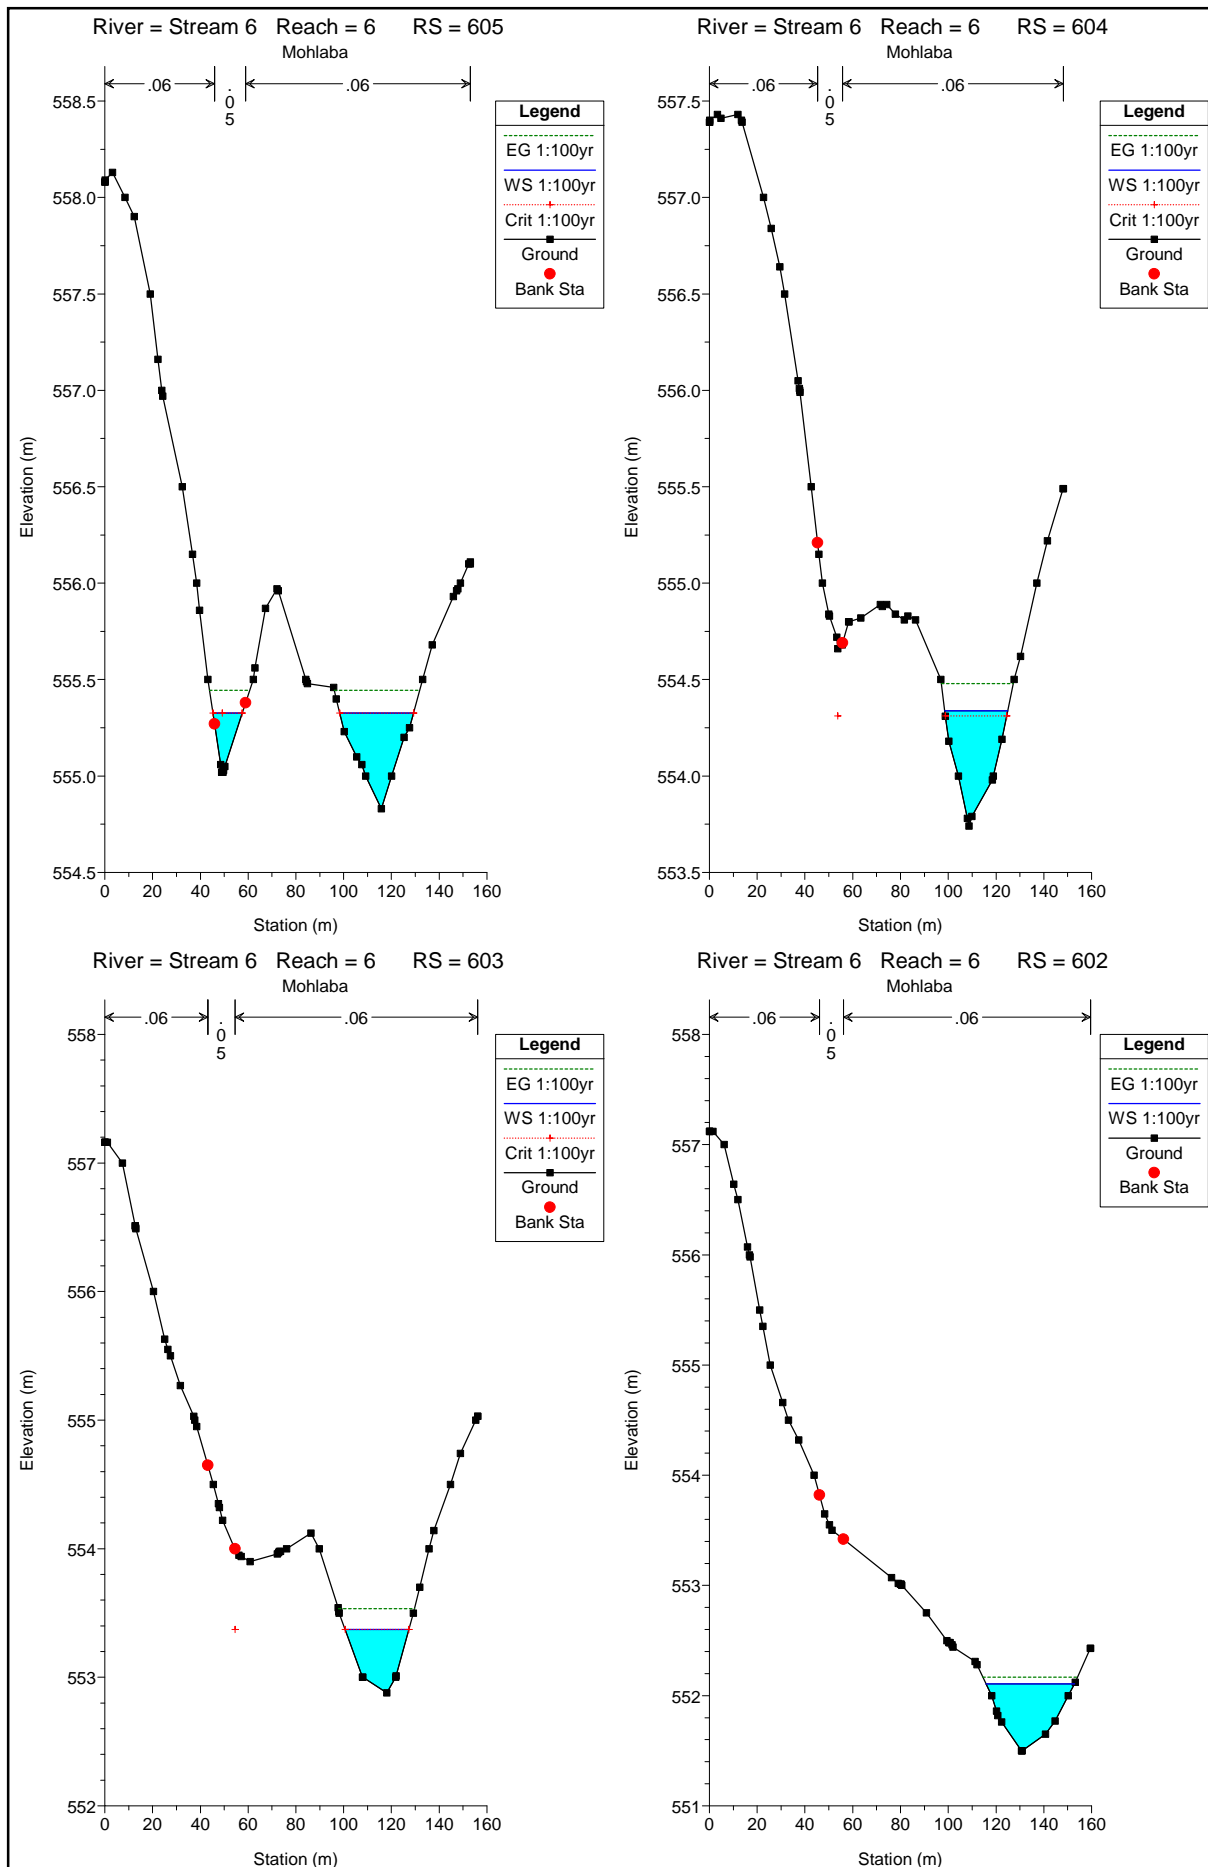 River = Stream 6 Reach = 6 RS = 605
Mohlaba
.06 .05 .06
558.5
558.0
557.5
557.0
556.5
556.0
555.5
555.0
554.5
Elevation (m)
0 20 40 60 80 100 120 140 160
Station (m)
Legend
EG 1:100yr
WS 1:100yr
Crit 1:100yr
Ground
Bank Sta
River = Stream 6 Reach = 6 RS = 604
Mohlaba
.06 .05 .06
557.5
557.0
556.5
556.0
555.5
555.0
554.5
554.0
553.5
Elevation (m)
0 20 40 60 80 100 120 140 160
Station (m)
Legend
EG 1:100yr
WS 1:100yr
Crit 1:100yr
Ground
Bank Sta
River = Stream 6 Reach = 6 RS = 603
Mohlaba
.06 .05 .06
558
557
556
555
554
553
552
Elevation (m)
0 20 40 60 80 100 120 140 160
Station (m)
Legend
EG 1:100yr
WS 1:100yr
Crit 1:100yr
Ground
Bank Sta
River = Stream 6 Reach = 6 RS = 602
Mohlaba
.06 .05 .06
558
557
556
555
554
553
552
551
Elevation (m)
0 20 40 60 80 100 120 140 160
Station (m)
Legend
EG 1:100yr
WS 1:100yr
Ground
Bank Sta